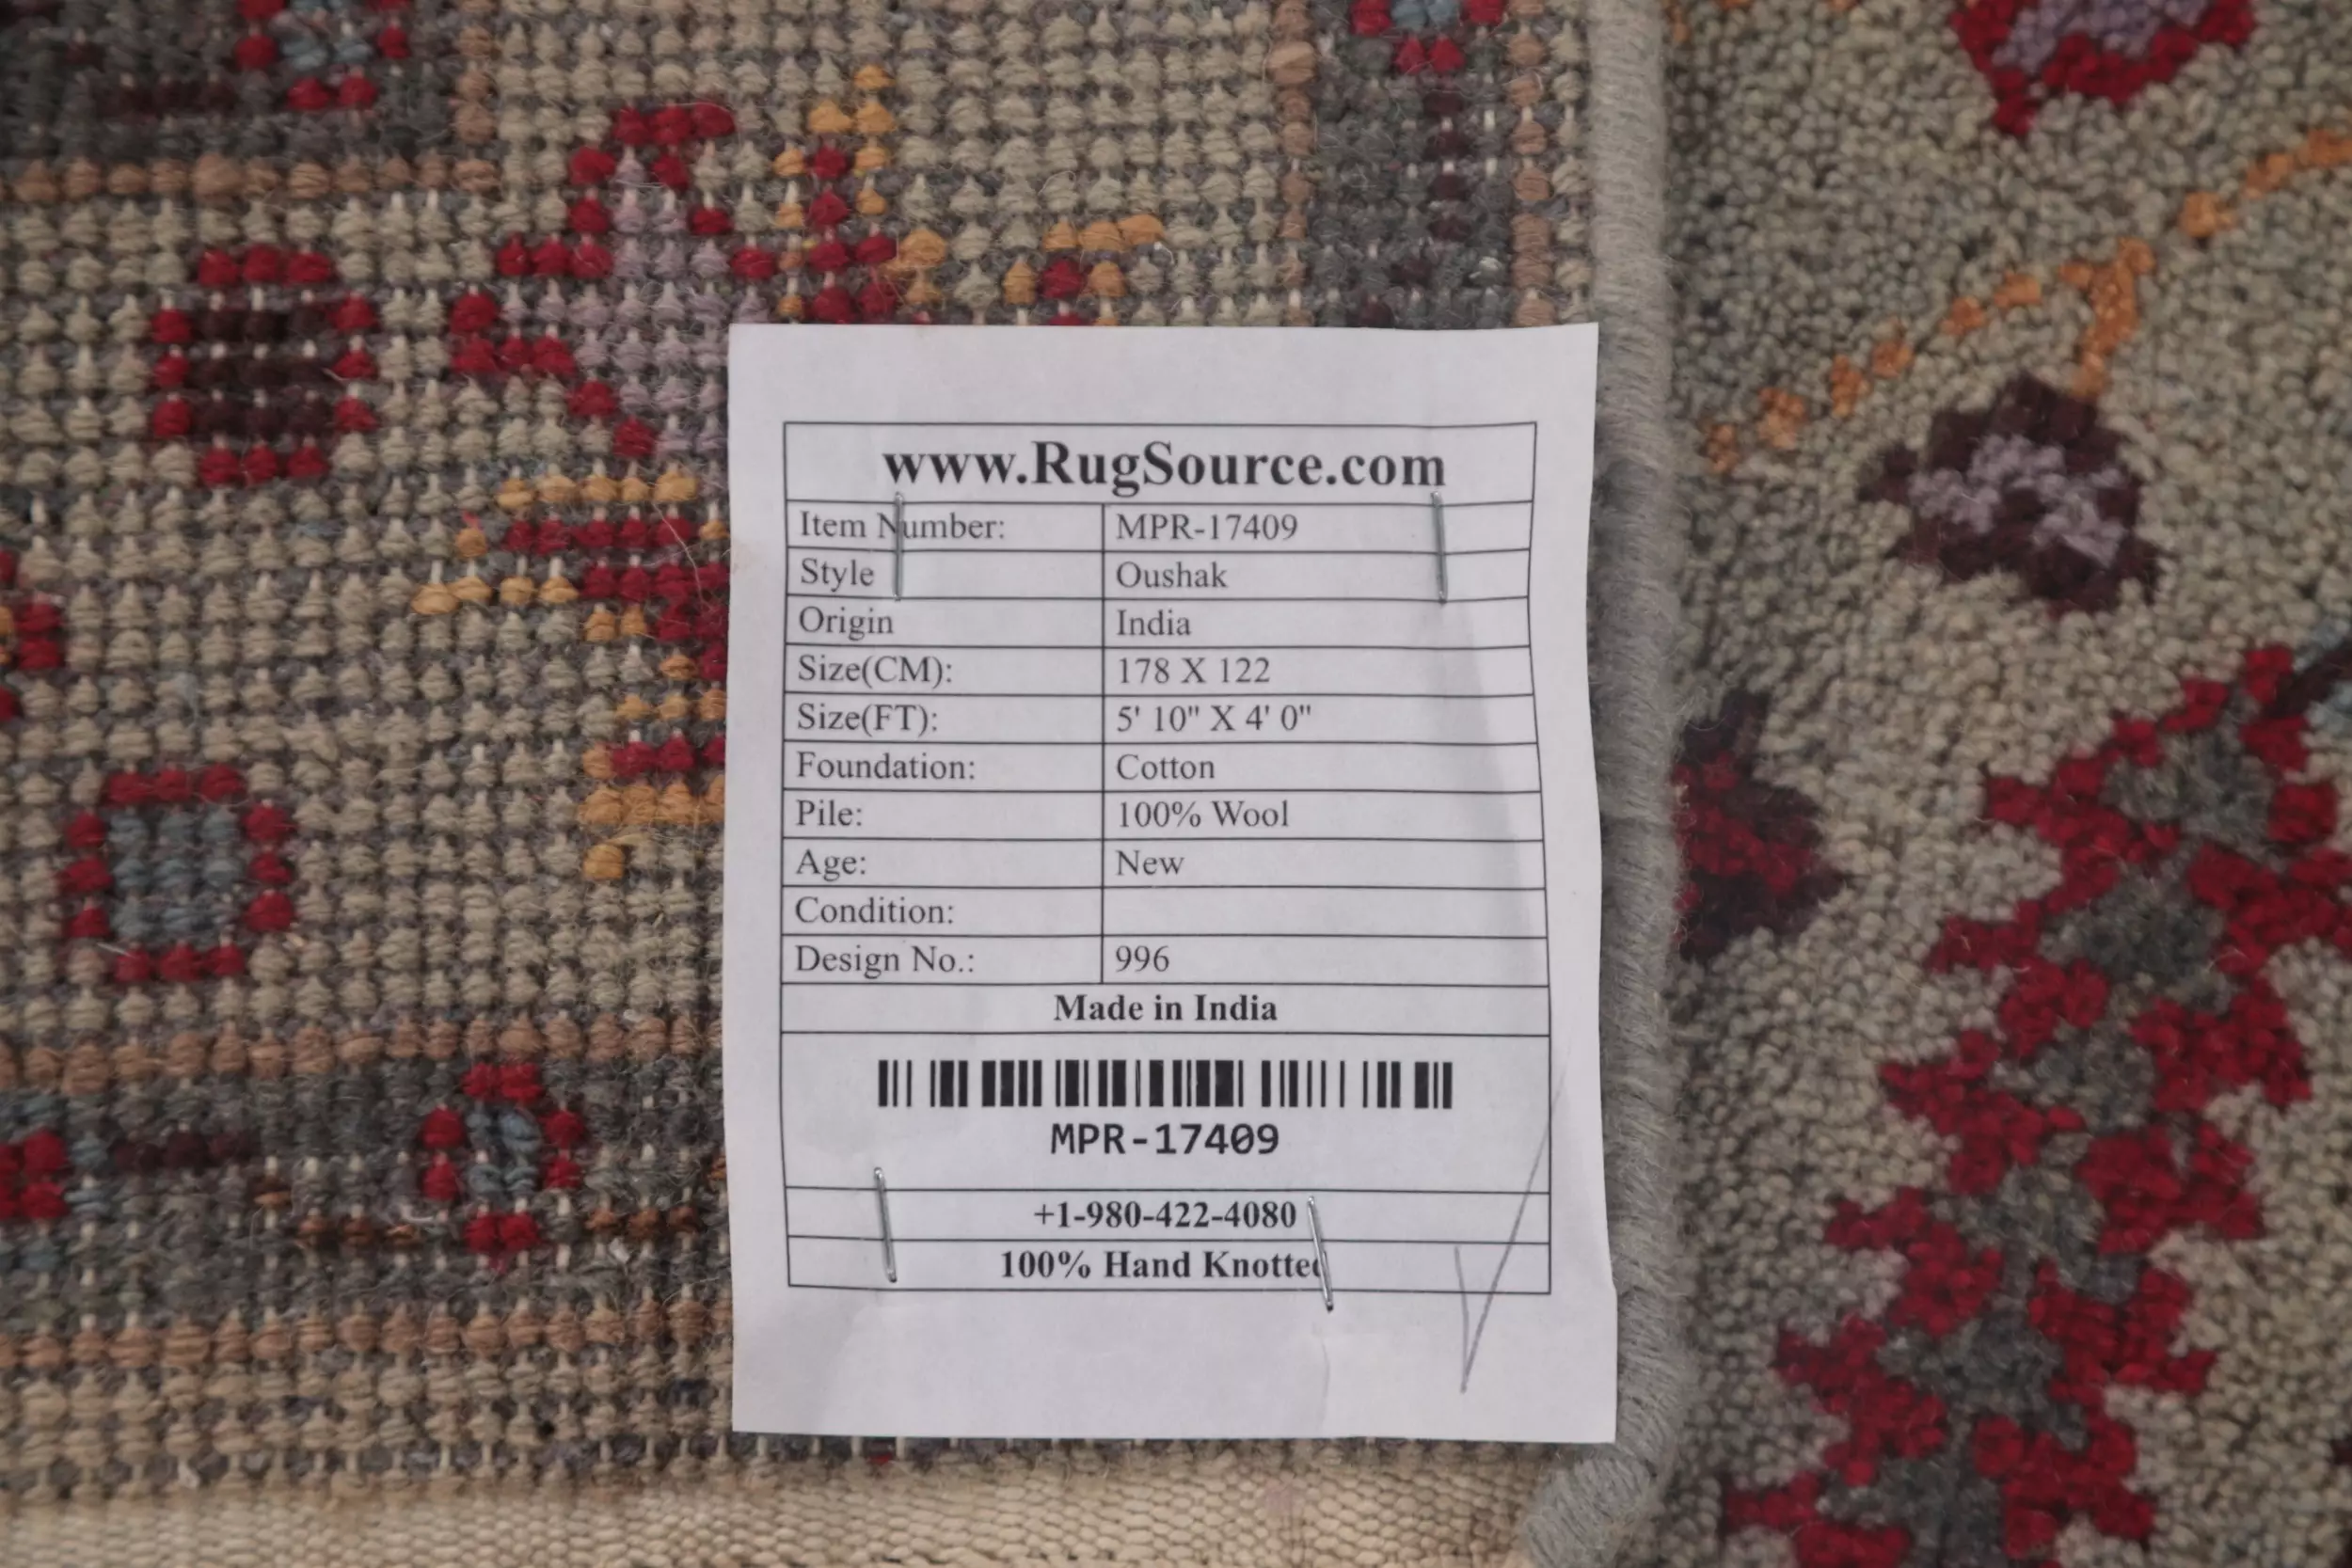 www.RugSource.com
Item Number: MPR-17409
Style Oushak
Origin India
Size(CM): 178 X 122
Size(FT): 5' 10" X 4' 0"
Foundation: Cotton
Pile: 100% Wool
Age: New
Condition:
Design No.: 996
Made in India
MPR-17409
+1-980-422-4080
100% Hand Knotted